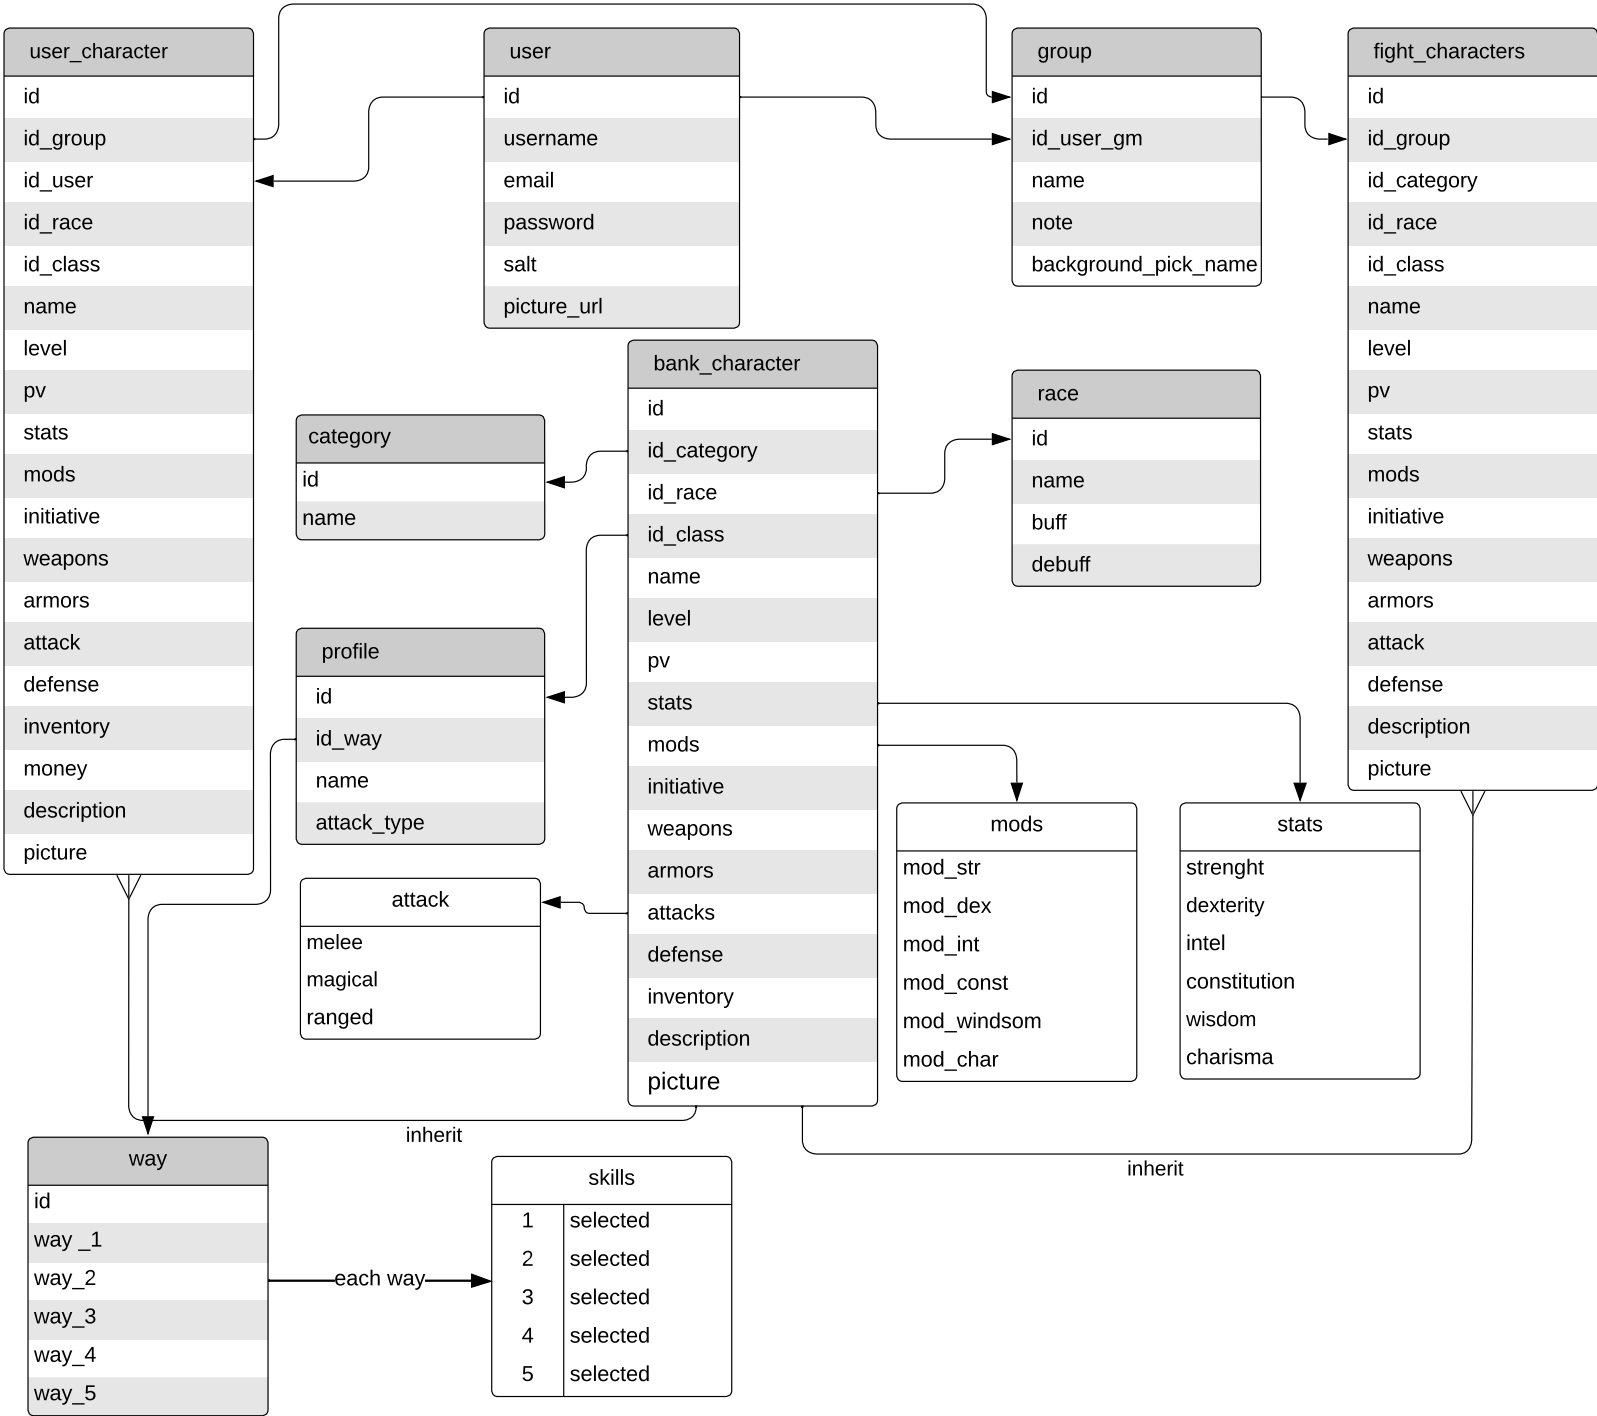 user_character
id
id_group
id_user
id_race
id_class
name
level
pv
stats
mods
initiative
weapons
armors
attack
defense
inventory
money
description
picture
user
id
username
email
password
salt
picture_url
group
id
id_user_gm
name
note
background_pick_name
fight_characters
id
id_group
id_category
id_race
id_class
name
level
pv
stats
mods
initiative
weapons
armors
attack
defense
description
picture
bank_character
id
id_category
id_race
id_class
name
level
pv
stats
mods
initiative
weapons
armors
attacks
defense
inventory
description
picture
category
id
name
race
id
name
buff
debuff
profile
id
id_way
name
attack_type
attack
melee
magical
ranged
mods
mod_str
mod_dex
mod_int
mod_const
mod_windsom
mod_char
stats
strenght
dexterity
intel
constitution
wisdom
charisma
inherit
inherit
way
id
way _1
way_2
way_3
way_4
way_5
each way
skills
1 selected
2 selected
3 selected
4 selected
5 selected